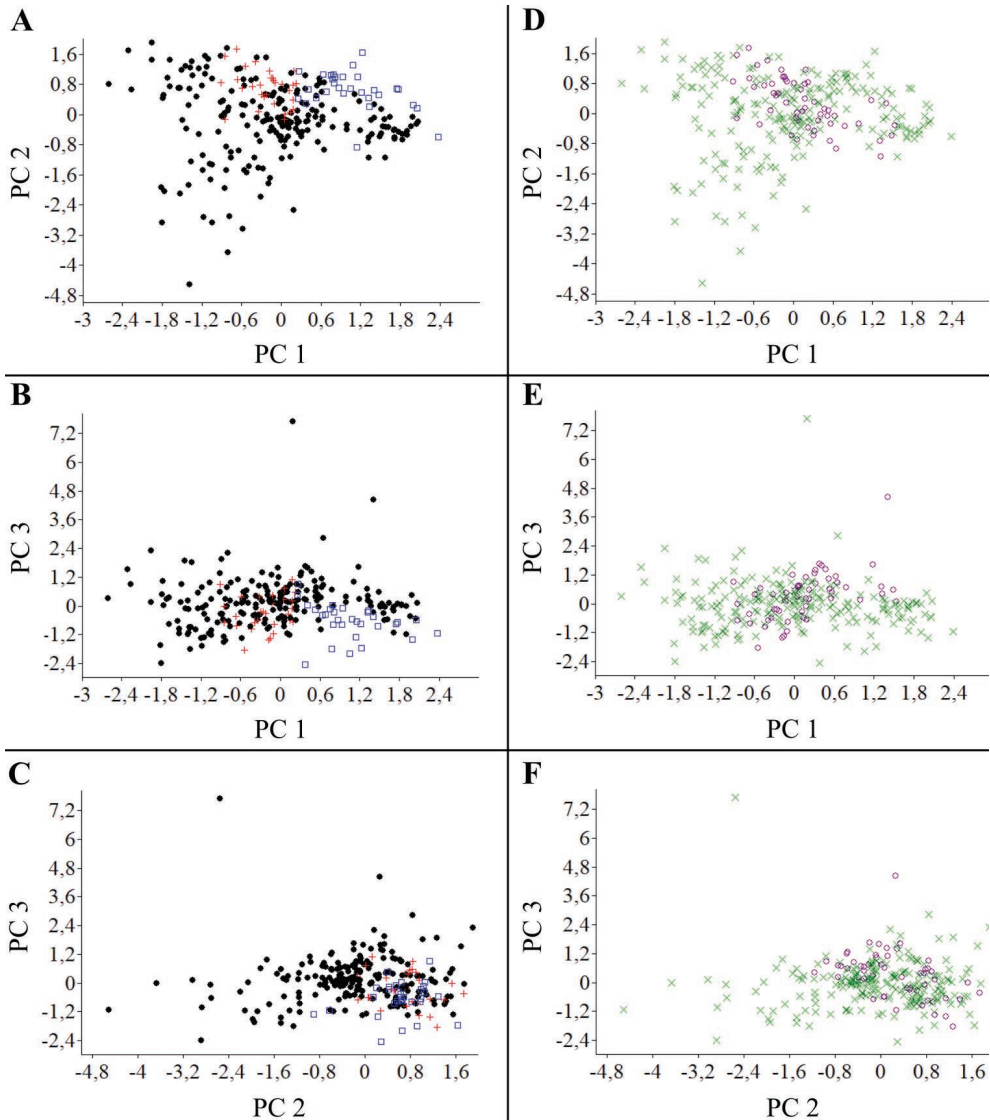 A
1,6
0,8
0
-0,8
-1,6
-2,4
-3,2
-4
-4,8
PC 2
-3 -2,4 -1,8 -1,2 -0,6 0 0,6 1,2 1,8 2,4
PC 1
D
1,6
0,8
0
-0,8
-1,6
-2,4
-3,2
-4
-4,8
PC 2
-3 -2,4 -1,8 -1,2 -0,6 0 0,6 1,2 1,8 2,4
PC 1
B
7,2
6
4,8
3,6
2,4
1,2
0
-1,2
-2,4
PC 3
-3 -2,4 -1,8 -1,2 -0,6 0 0,6 1,2 1,8 2,4
PC 1
E
7,2
6
4,8
3,6
2,4
1,2
0
-1,2
-2,4
PC 3
-3 -2,4 -1,8 -1,2 -0,6 0 0,6 1,2 1,8 2,4
PC 1
C
7,2
6
4,8
3,6
2,4
1,2
0
-1,2
-2,4
PC 3
-4,8 -4 -3,2 -2,4 -1,6 -0,8 0 0,8 1,6
PC 2
F
7,2
6
4,8
3,6
2,4
1,2
0
-1,2
-2,4
PC 3
-4,8 -4 -3,2 -2,4 -1,6 -0,8 0 0,8 1,6
PC 2